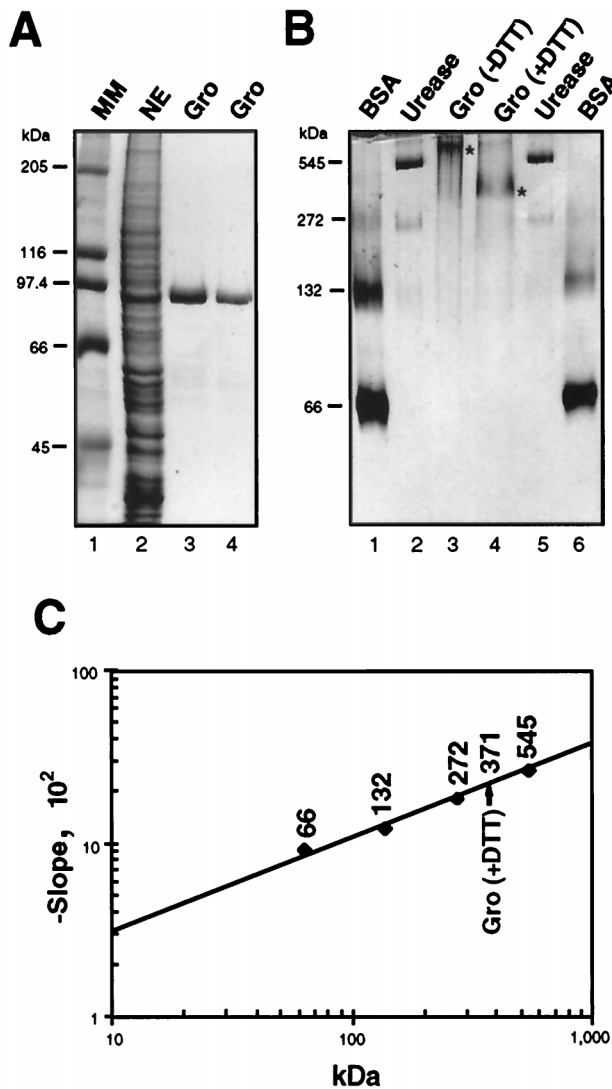 A
MM
NE
Gro
Gro
kDa
205
116
97.4
66
45
1 2 3 4
B
BSA
Urease
Gro (-DTT)
Gro (+DTT)
Urease
BSA
kDa
545
272
132
66
*
*
1 2 3 4 5 6
C
-Slope, 10²
100
10
1
10 100 1,000
kDa
66
132
272
371
545
Gro (+DTT)